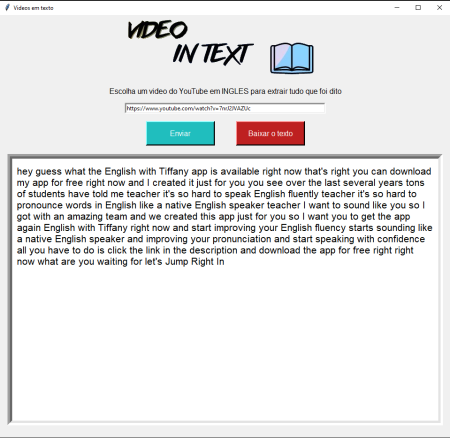 Videos em texto
VIDEO
IN TEXT
Escolha um video do YouTube em INGLES para extrair tudo que foi dito
Enviar
Baixar o texto
hey guess what the English with Tiffany app is available right now that's right you can download
my app for free right now and I created it just for you you see over the last several years tons
of students have told me teacher it's so hard to speak English fluently teacher it's so hard to
pronounce words in English like a native English speaker teacher I want to sound like you so I
got with an amazing team and we created this app just for you so I want you to get the app
again English with Tiffany right now and start improving your English fluency starts sounding like
a native English speaker and improving your pronunciation and start speaking with confidence
all you have to do is click the link in the description and download the app for free right right
now what are you waiting for let's Jump Right In